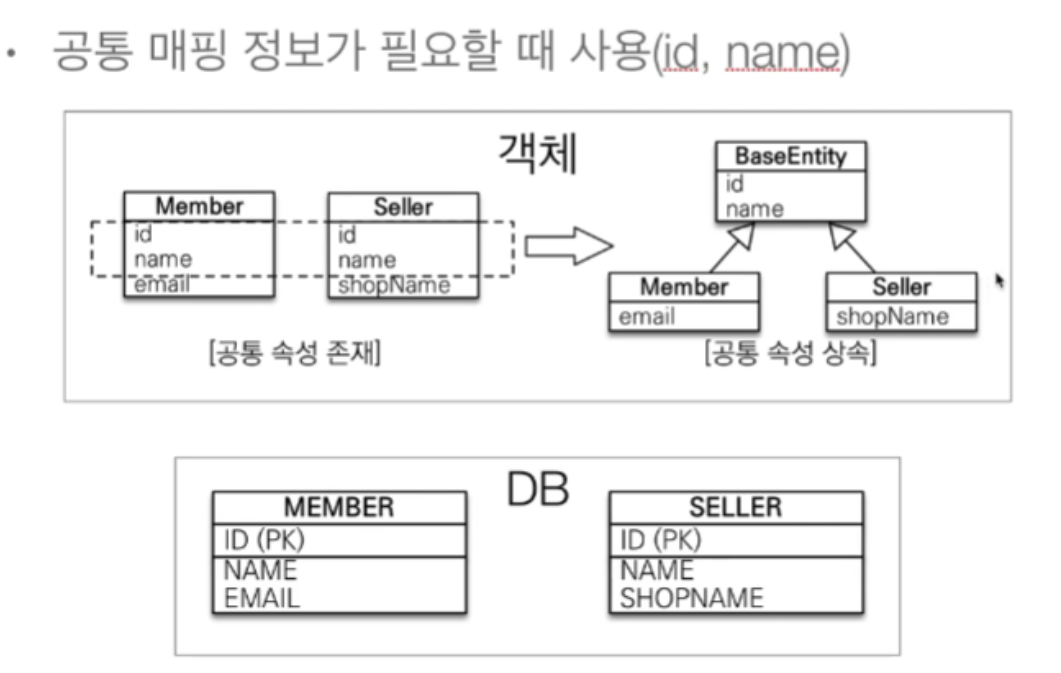 • 공통 매핑 정보가 필요할 때 사용(id, name)
객체
Member
id
name
email
Seller
id
name
shopName
[공통 속성 존재]
BaseEntity
id
name
Member
email
Seller
shopName
[공통 속성 상속]
DB
MEMBER
ID (PK)
NAME
EMAIL
SELLER
ID (PK)
NAME
SHOPNAME